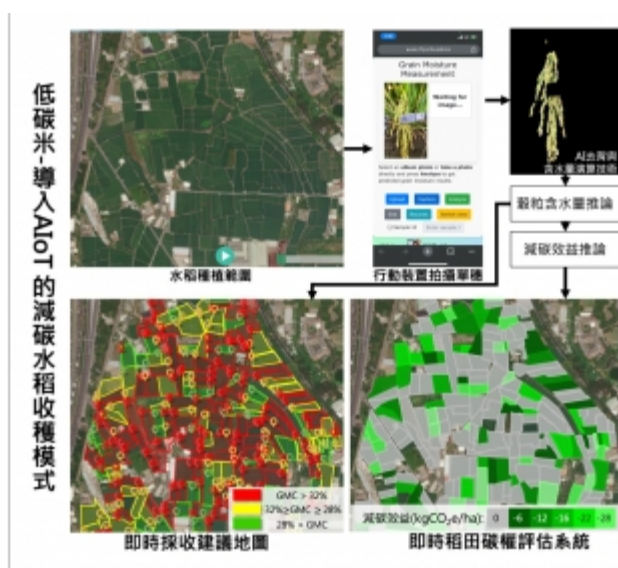 低碳米-導入AIoT 的減碳水稻收穫模式
水稻種植範圍
Grain Moisture
Measurement
Waiting for
image...
行動裝置拍攝單穗
AI去背與
含水量演算技術
穀粒含水量推論
減碳效益推論
GMC > 32%
32%≥GMC ≥ 28%
28% > GMC
即時採收建議地圖
減碳效益(kgCO₂e/ha): 0 -6 -12 -16 -22 -28
即時稻田碳權評估系統